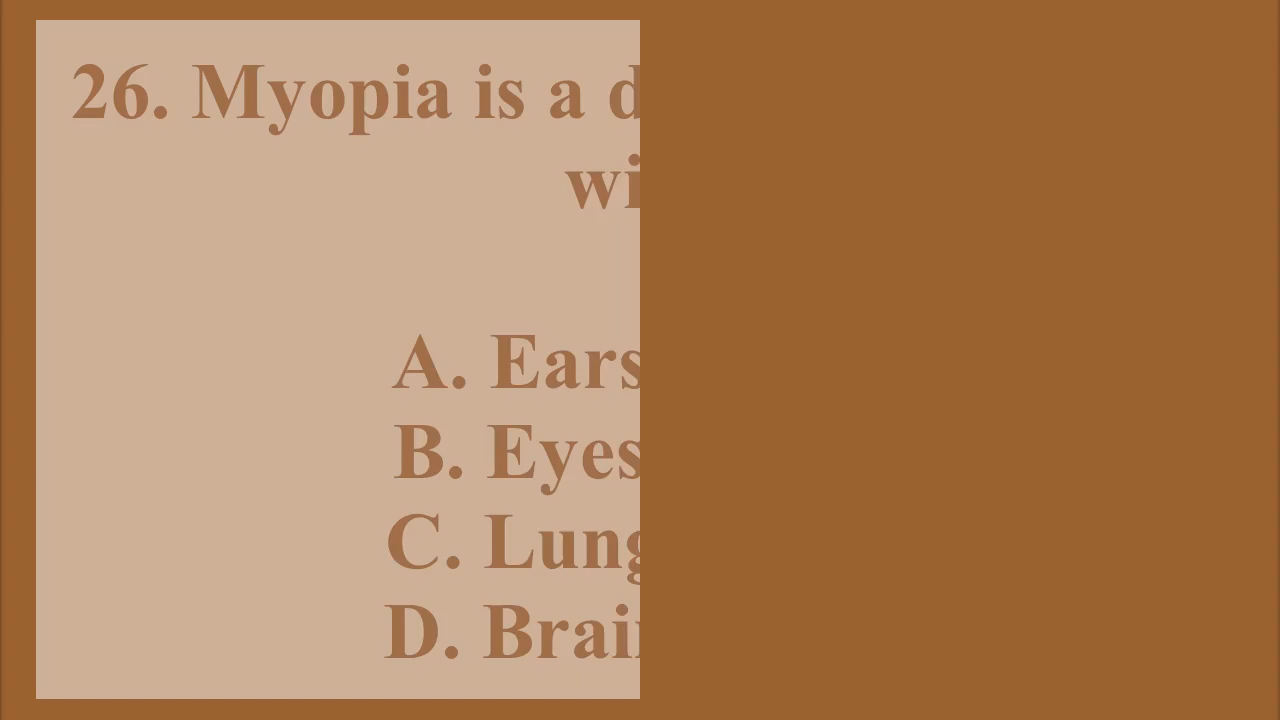 26. Myopia is a d
wi
A. Ears
B. Eyes
C. Lung
D. Brai